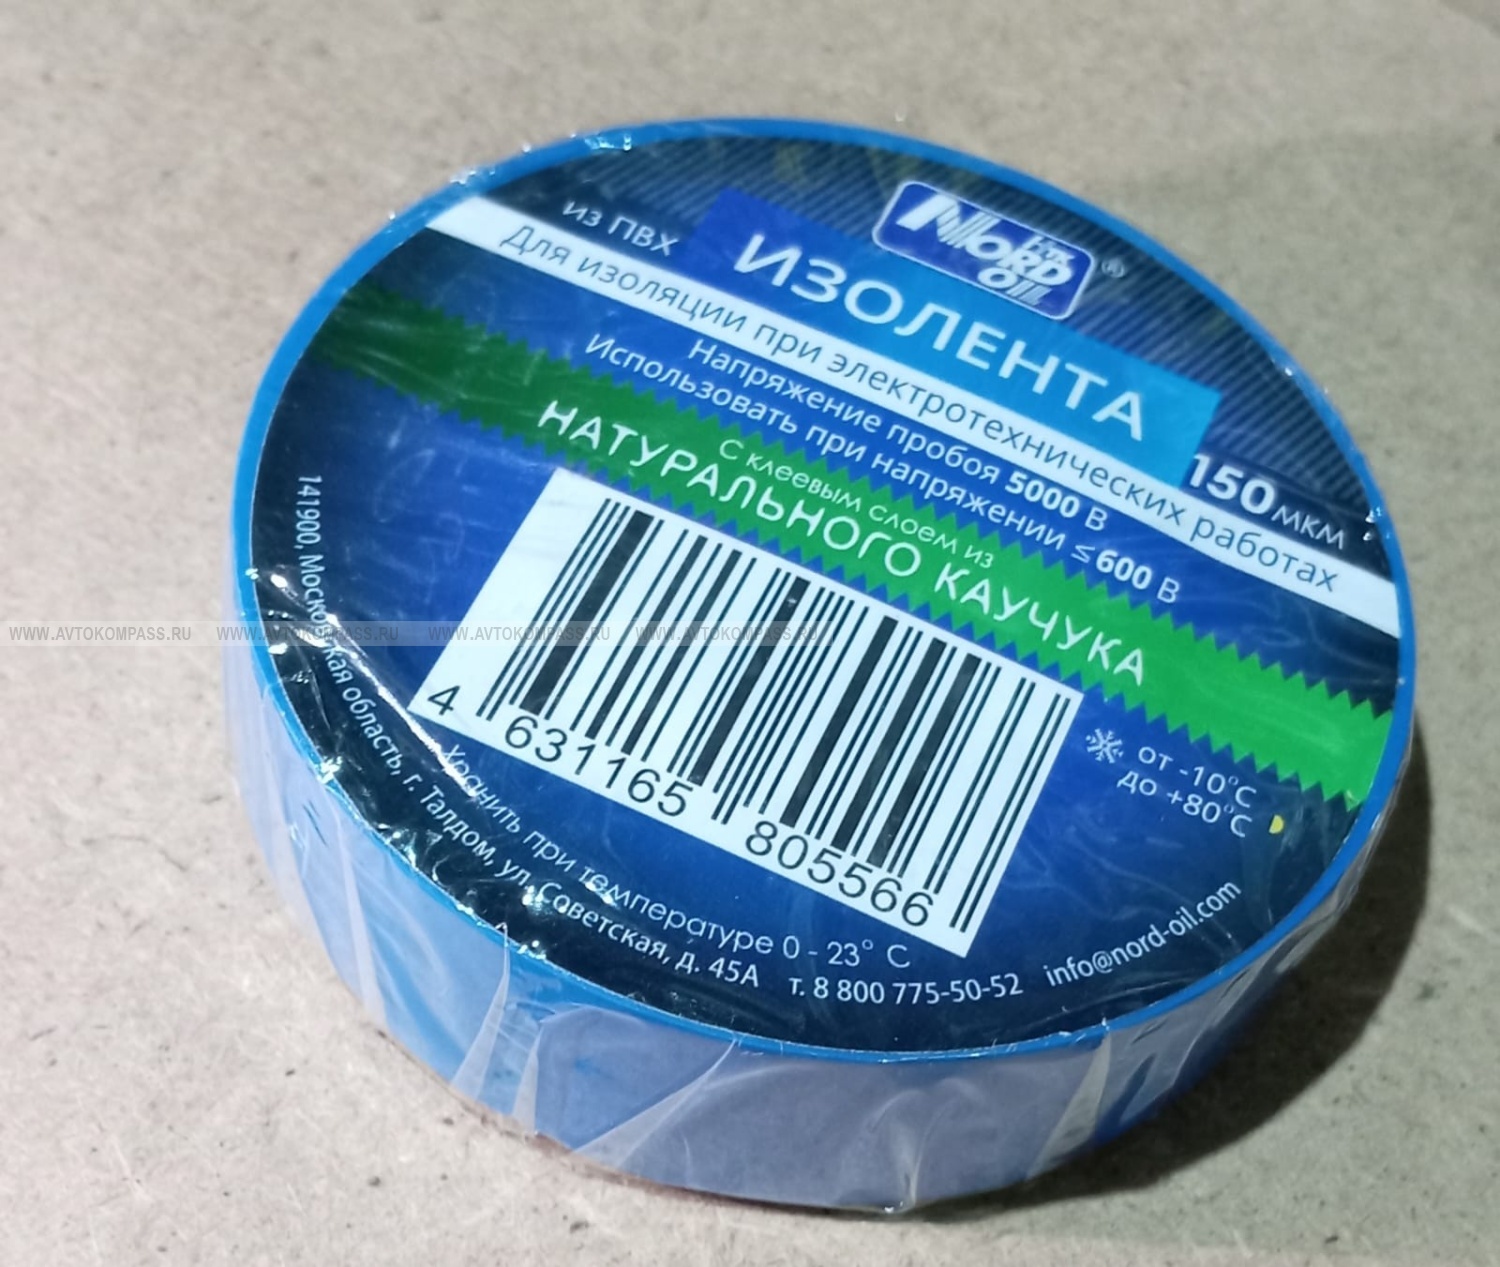 NORD OIL ®
из ПВХ
ИЗОЛЕНТА
150 мкм
Для изоляции при электротехнических работах
Напряжение пробоя 5000 В
Использовать при напряжении ≤600 В
С клеевым слоем из
НАТУРАЛЬНОГО КАУЧУКА
4 631165 805566
от -10°C
до +80°C
Хранить при температуре 0 - 23° C
141900, Московская область, г. Талдом, ул. Советская, д. 45А т. 8 800 775-50-52 info@nord-oil.com
WWW.AVTOKOMPASS.RU WWW.AVTOKOMPASS.RU WWW.AVTOKOMPASS.RU WWW.AVTOKOMPASS.RU